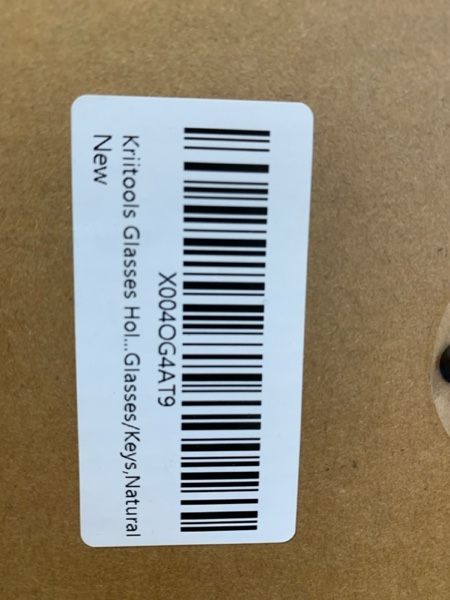 X004OG4AT9
Kriitools Glasses Hol...Glasses/Keys,Natural
New